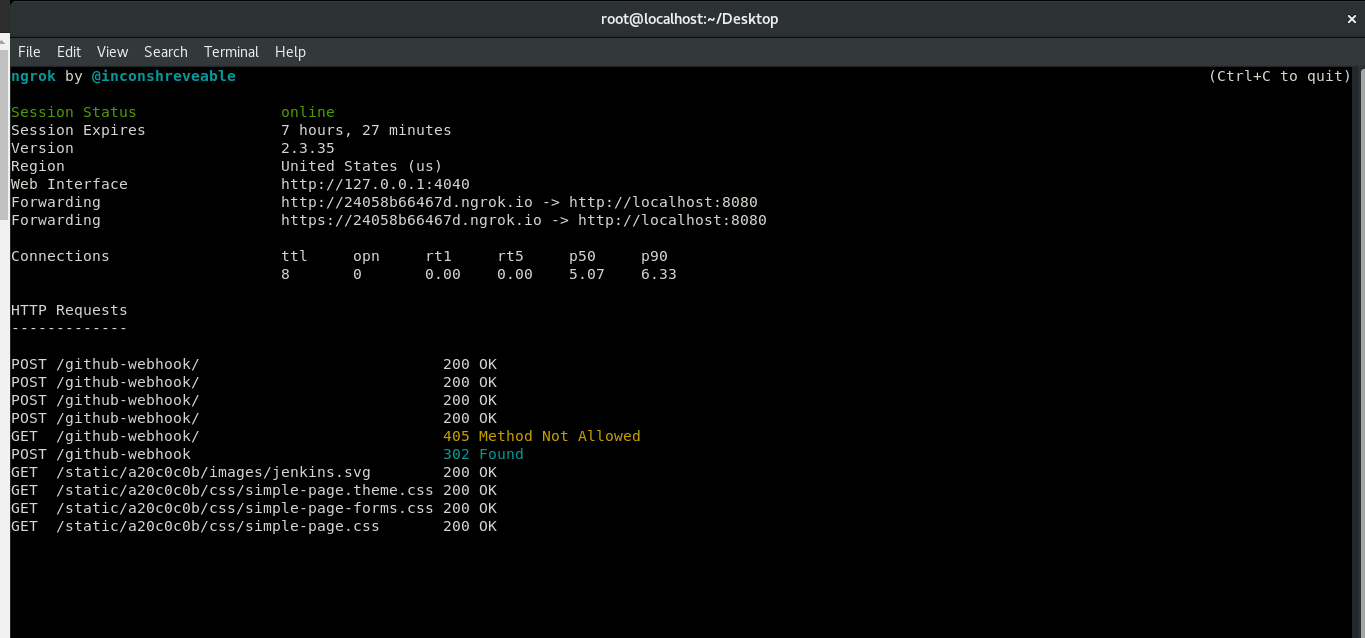 root@localhost:~/Desktop
×
File Edit View Search Terminal Help
ngrok by @inconshreveable (Ctrl+C to quit)
Session Status online
Session Expires 7 hours, 27 minutes
Version 2.3.35
Region United States (us)
Web Interface http://127.0.0.1:4040
Forwarding http://24058b66467d.ngrok.io -> http://localhost:8080
Forwarding https://24058b66467d.ngrok.io -> http://localhost:8080
Connections ttl opn rt1 rt5 p50 p90
8 0 0.00 0.00 5.07 6.33
HTTP Requests
-------------
POST /github-webhook/ 200 OK
POST /github-webhook/ 200 OK
POST /github-webhook/ 200 OK
POST /github-webhook/ 200 OK
GET /github-webhook/ 405 Method Not Allowed
POST /github-webhook 302 Found
GET /static/a20c0c0b/images/jenkins.svg 200 OK
GET /static/a20c0c0b/css/simple-page.theme.css 200 OK
GET /static/a20c0c0b/css/simple-page-forms.css 200 OK
GET /static/a20c0c0b/css/simple-page.css 200 OK